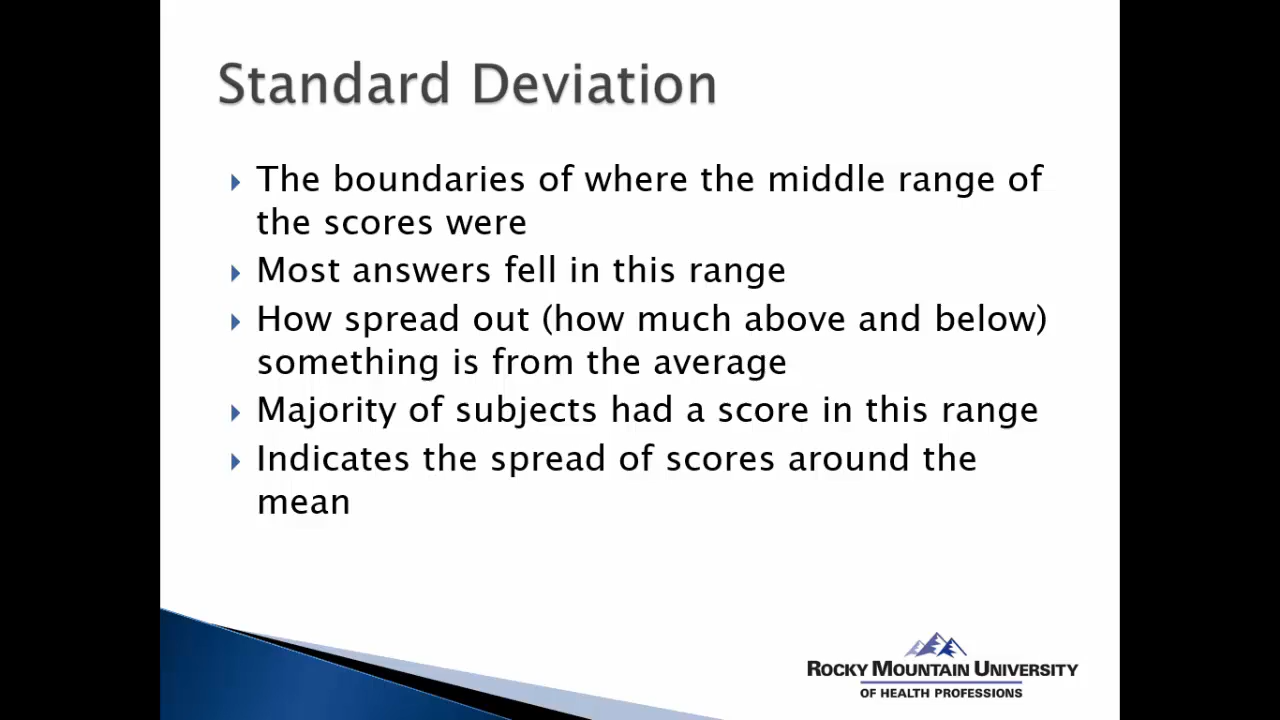 Standard Deviation
The boundaries of where the middle range of
the scores were
Most answers fell in this range
How spread out (how much above and below)
something is from the average
Majority of subjects had a score in this range
Indicates the spread of scores around the
mean
ROCKY MOUNTAIN UNIVERSITY
OF HEALTH PROFESSIONS